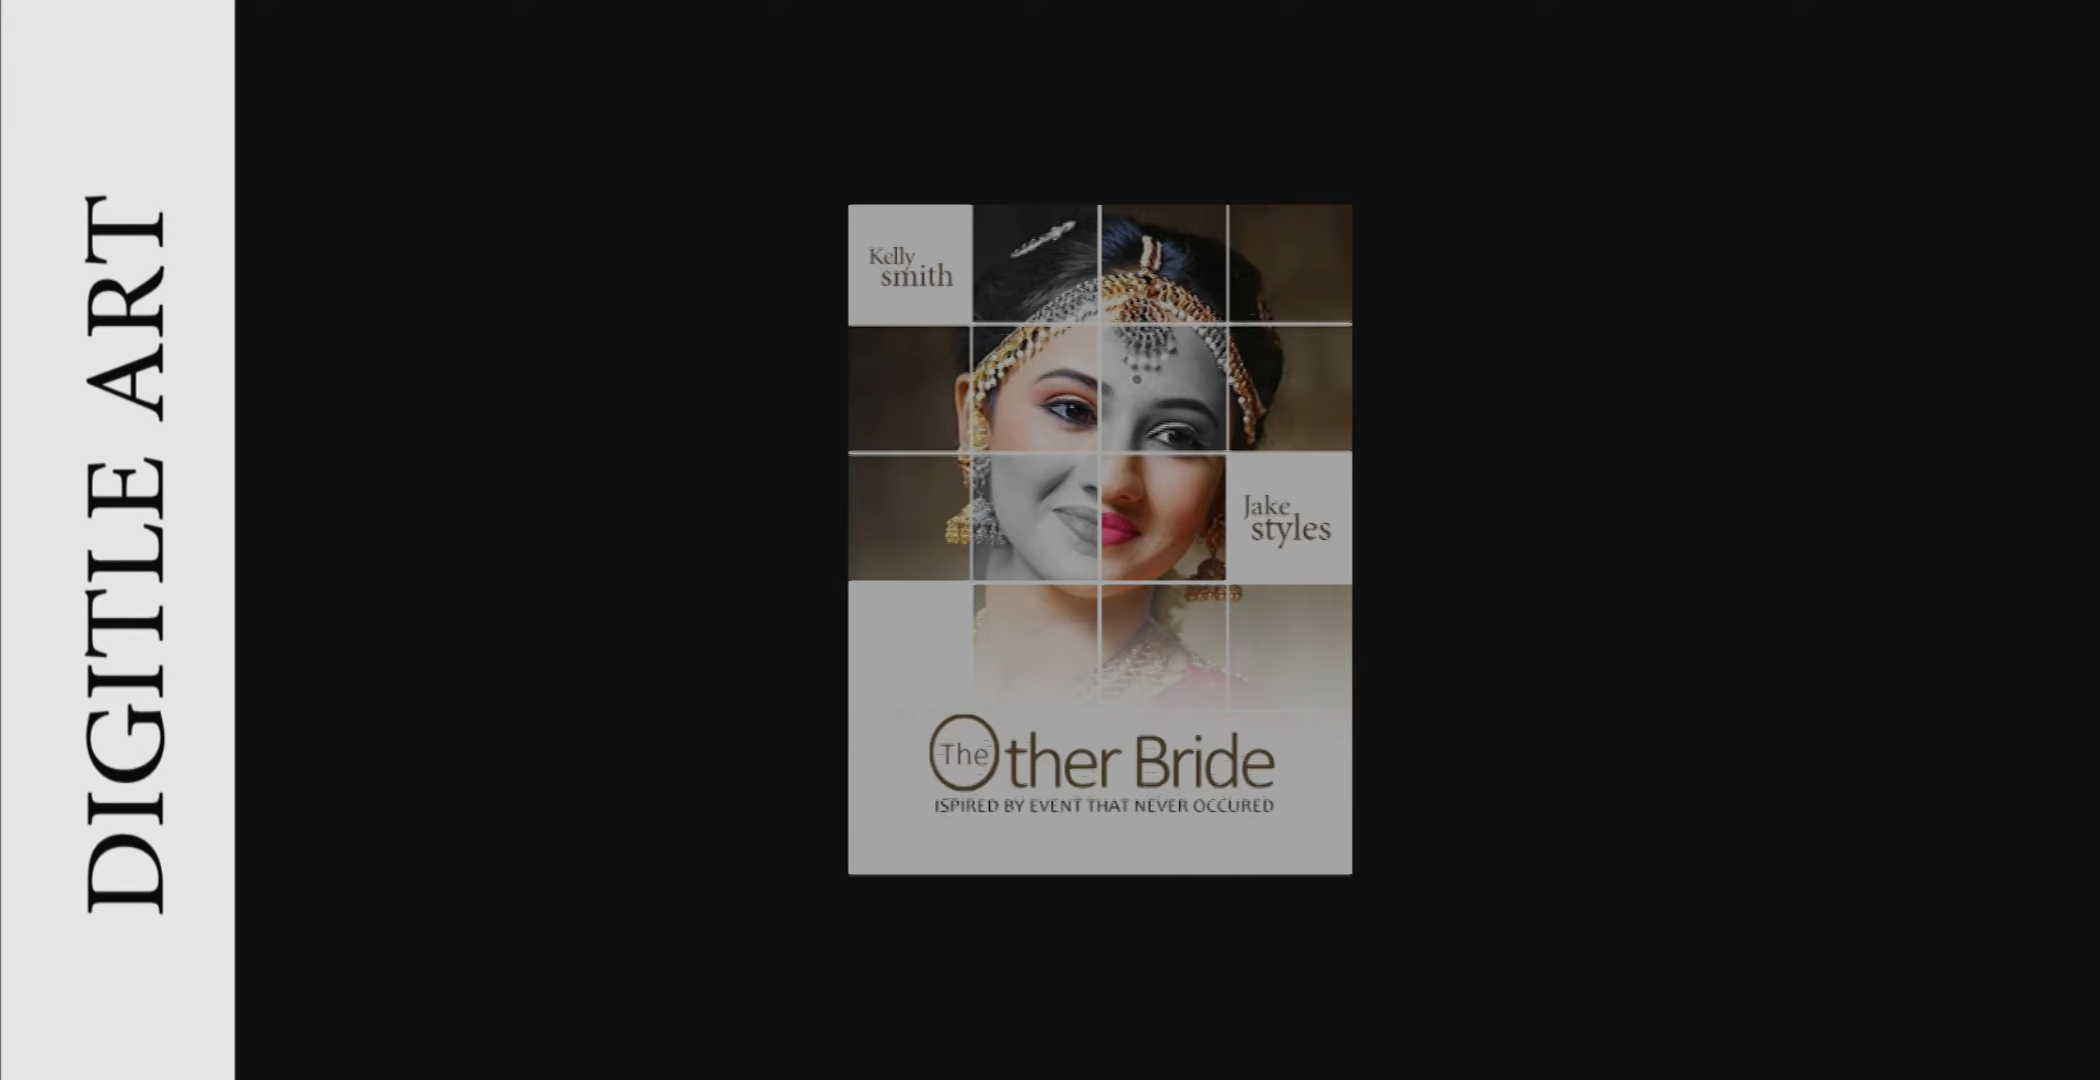 DIGITLE ART
Kelly
smith
Jake
styles
The
Other Bride
ISPIRED BY EVENT THAT NEVER OCCURED